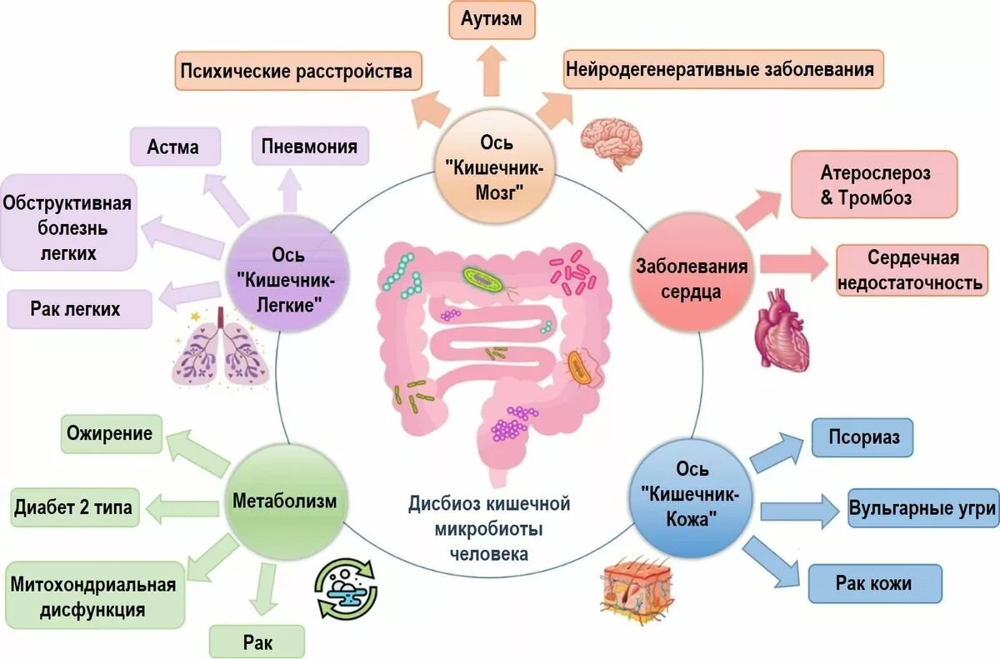 Аутизм
Психические расстройства
Нейродегенеративные заболевания
Ось
"Кишечник-
Мозг"
Астма
Пневмония
Обструктивная
болезнь
легких
Рак легких
Ось
"Кишечник-
Легкие"
Атерослероз
& Тромбоз
Заболевания
сердца
Сердечная
недостаточность
Ожирение
Диабет 2 типа
Митохондриальная
дисфункция
Рак
Метаболизм
Дисбиоз кишечной
микробиоты
человека
Ось
"Кишечник-
Кожа"
Псориаз
Вульгарные угри
Рак кожи